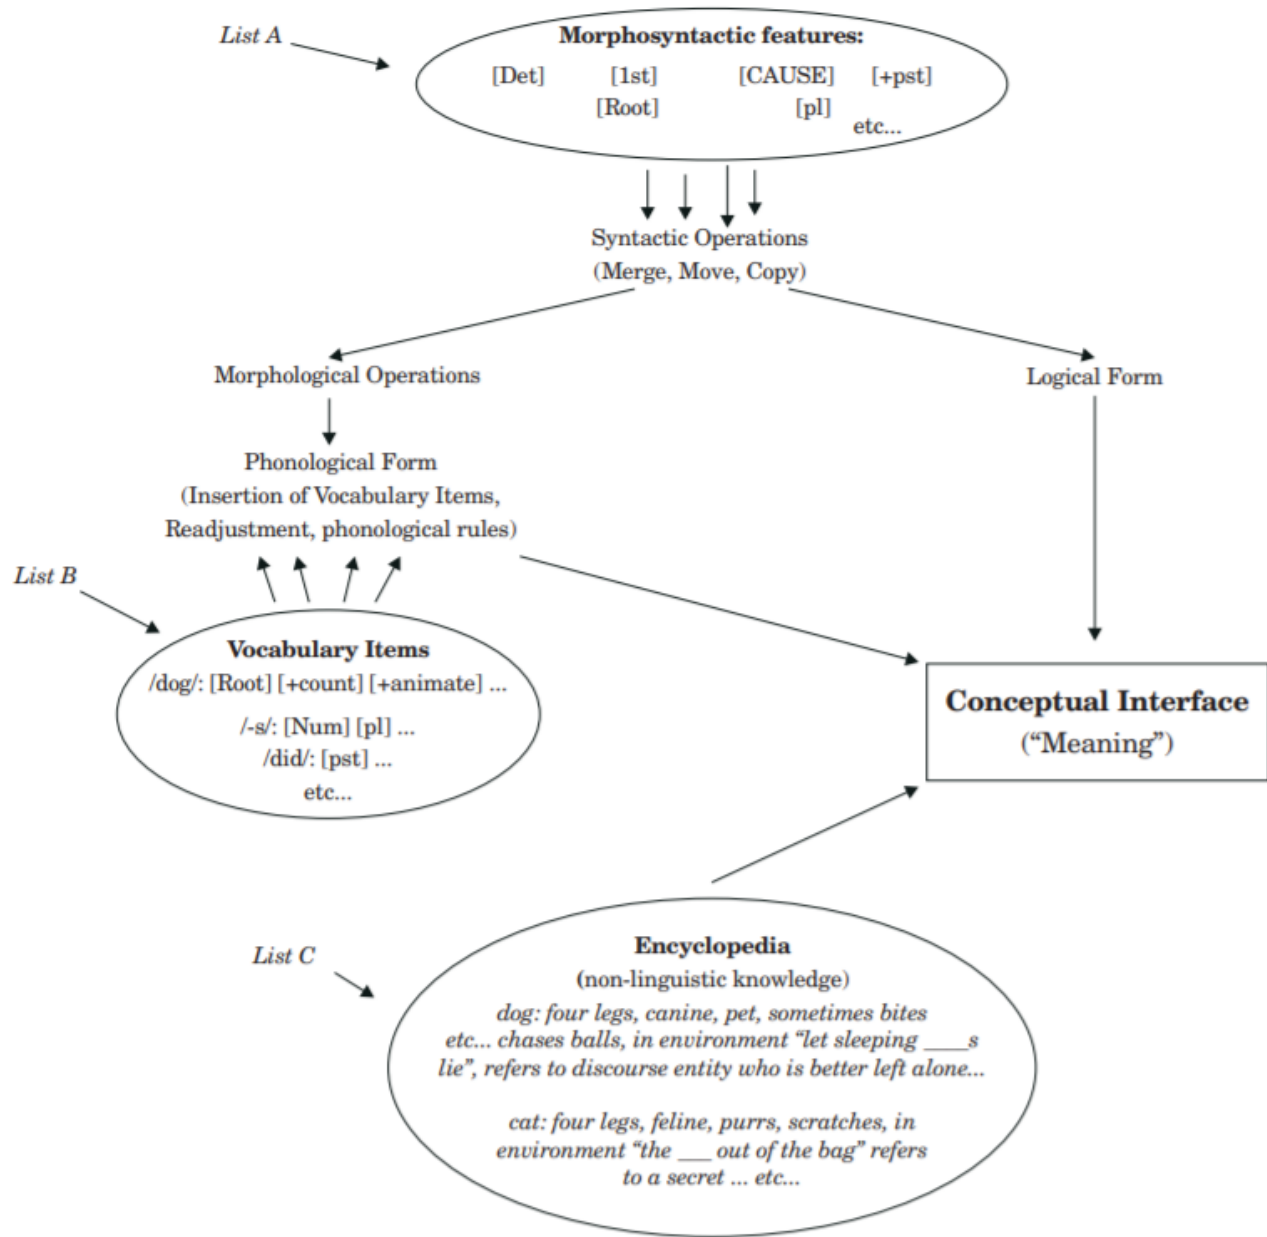 List A
Morphosyntactic features:
[Det] [1st] [CAUSE] [+pst]
[Root] [pl]
etc...
Syntactic Operations
(Merge, Move, Copy)
Morphological Operations
Logical Form
Phonological Form
(Insertion of Vocabulary Items,
Readjustment, phonological rules)
List B
Vocabulary Items
/dog/: [Root] [+count] [+animate] ...
/-s/: [Num] [pl] ...
/did/: [pst] ...
etc...
Conceptual Interface
(“Meaning”)
List C
Encyclopedia
(non-linguistic knowledge)
dog: four legs, canine, pet, sometimes bites
etc... chases balls, in environment “let sleeping ____s
lie”, refers to discourse entity who is better left alone...
cat: four legs, feline, purrs, scratches, in
environment “the ___ out of the bag” refers
to a secret ... etc...